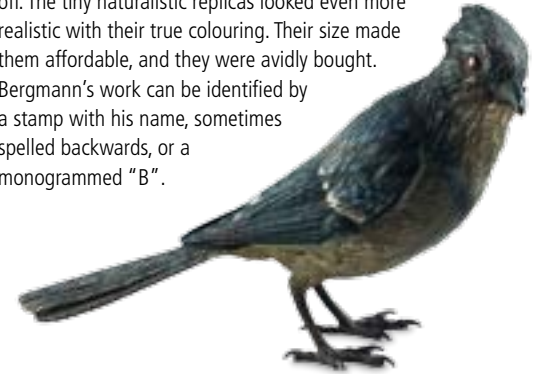 on. The tiny naturalistic replicas looked even more
realistic with their true colouring. Their size made
them affordable, and they were avidly bought.
Bergmann’s work can be identified by
a stamp with his name, sometimes
spelled backwards, or a
monogrammed “B”.